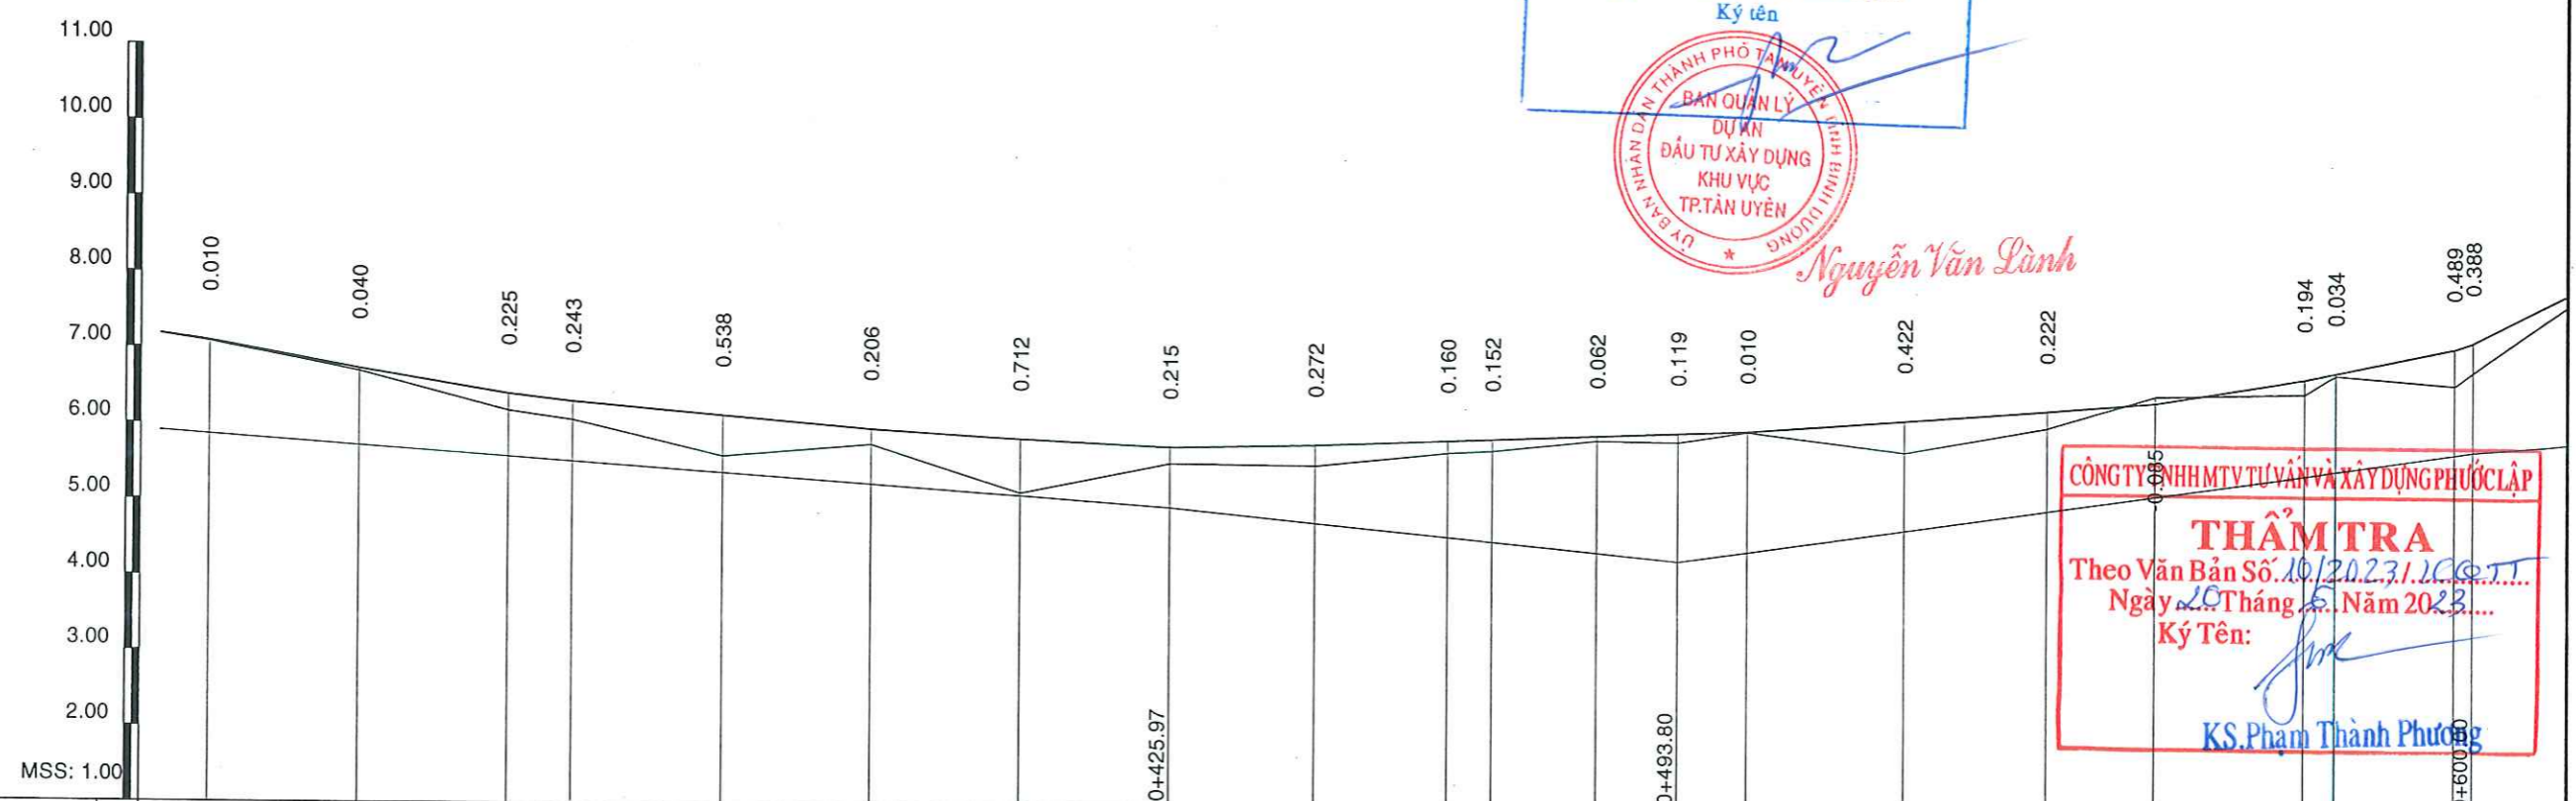 Ký tên
ỦY BAN NHÂN DÂN THÀNH PHỐ TÂN UYÊN TỈNH BÌNH DƯƠNG
BAN QUẢN LÝ
DỰ ÁN
ĐẦU TƯ XÂY DỰNG
KHU VỰC
TP.TÂN UYÊN
Nguyễn Văn Lành
11.00
10.00
9.00
8.00
7.00
6.00
5.00
4.00
3.00
2.00
MSS: 1.00
0.010
0.040
0.225
0.243
0.538
0.206
0.712
0.215
0.272
0.160
0.152
0.062
0.119
0.010
0.422
0.222
-0.085
0.194
0.034
0.489
0.388
0+425.97
0+493.80
CÔNG TY TNHH MTV TƯ VẤN VÀ XÂY DỰNG PHƯỚC LẬP
THẨM TRA
Theo Văn Bản Số 10/2023/
Ngày 20 Tháng Năm 2023
Ký Tên:
KS.Phạm Thành Phương